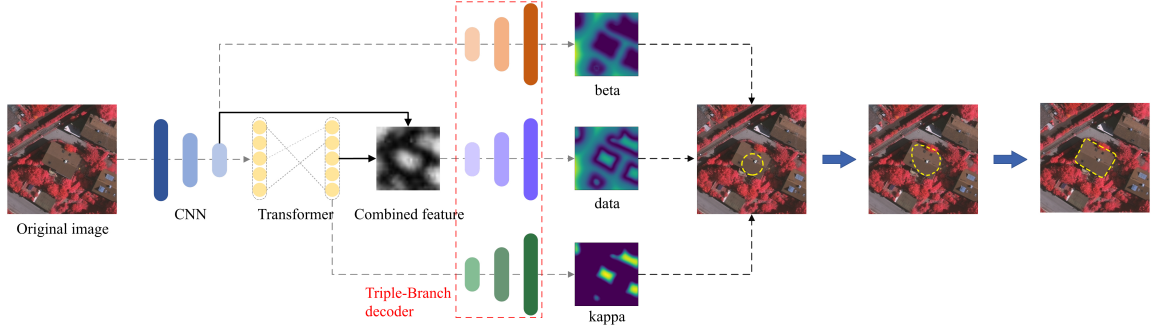 beta
Original image
CNN
Transformer
Combined feature
data
Triple-Branch
decoder
kappa